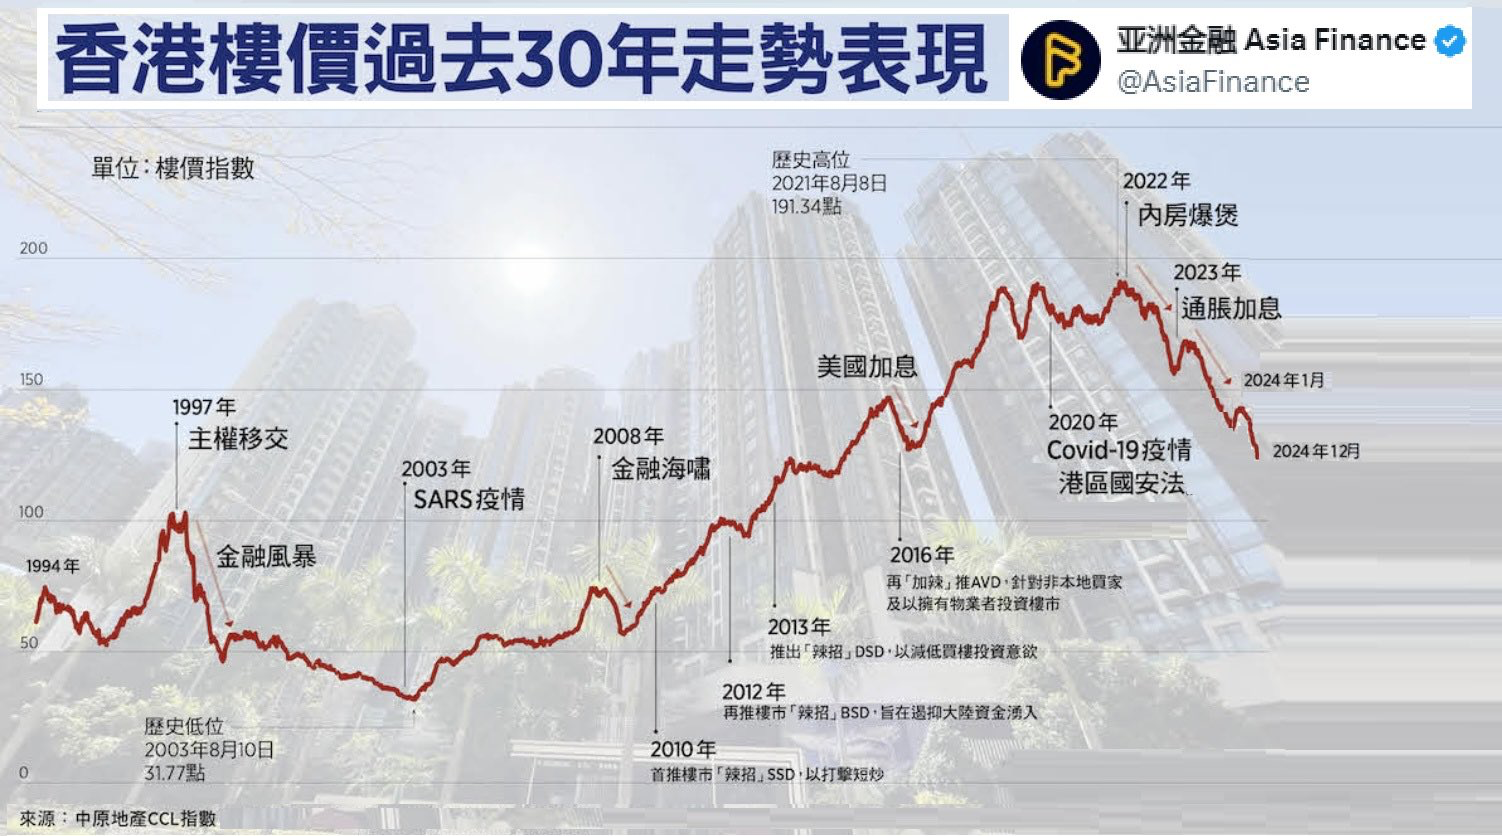 香港樓價過去30年走勢表現
亚洲金融 Asia Finance
@AsiaFinance
單位：樓價指數
歷史高位
2021年8月8日
191.34點
2022年
內房爆煲
200
2023年
通脹加息
150
美國加息
2024年1月
1997年
主權移交
2008年
金融海嘯
2020年
Covid-19疫情
港區國安法
2024年12月
2003年
SARS疫情
100
金融風暴
1994年
2016年
再「加辣」推AVD，針對非本地買家
及以擁有物業者投資樓市
2013年
推出「辣招」DSD，以減低買樓投資意欲
50
2012年
再推樓市「辣招」BSD，旨在遏抑大陸資金湧入
歷史低位
2003年8月10日
31.77點
2010年
首推樓市「辣招」SSD，以打擊短炒
0
來源：中原地產CCL指數